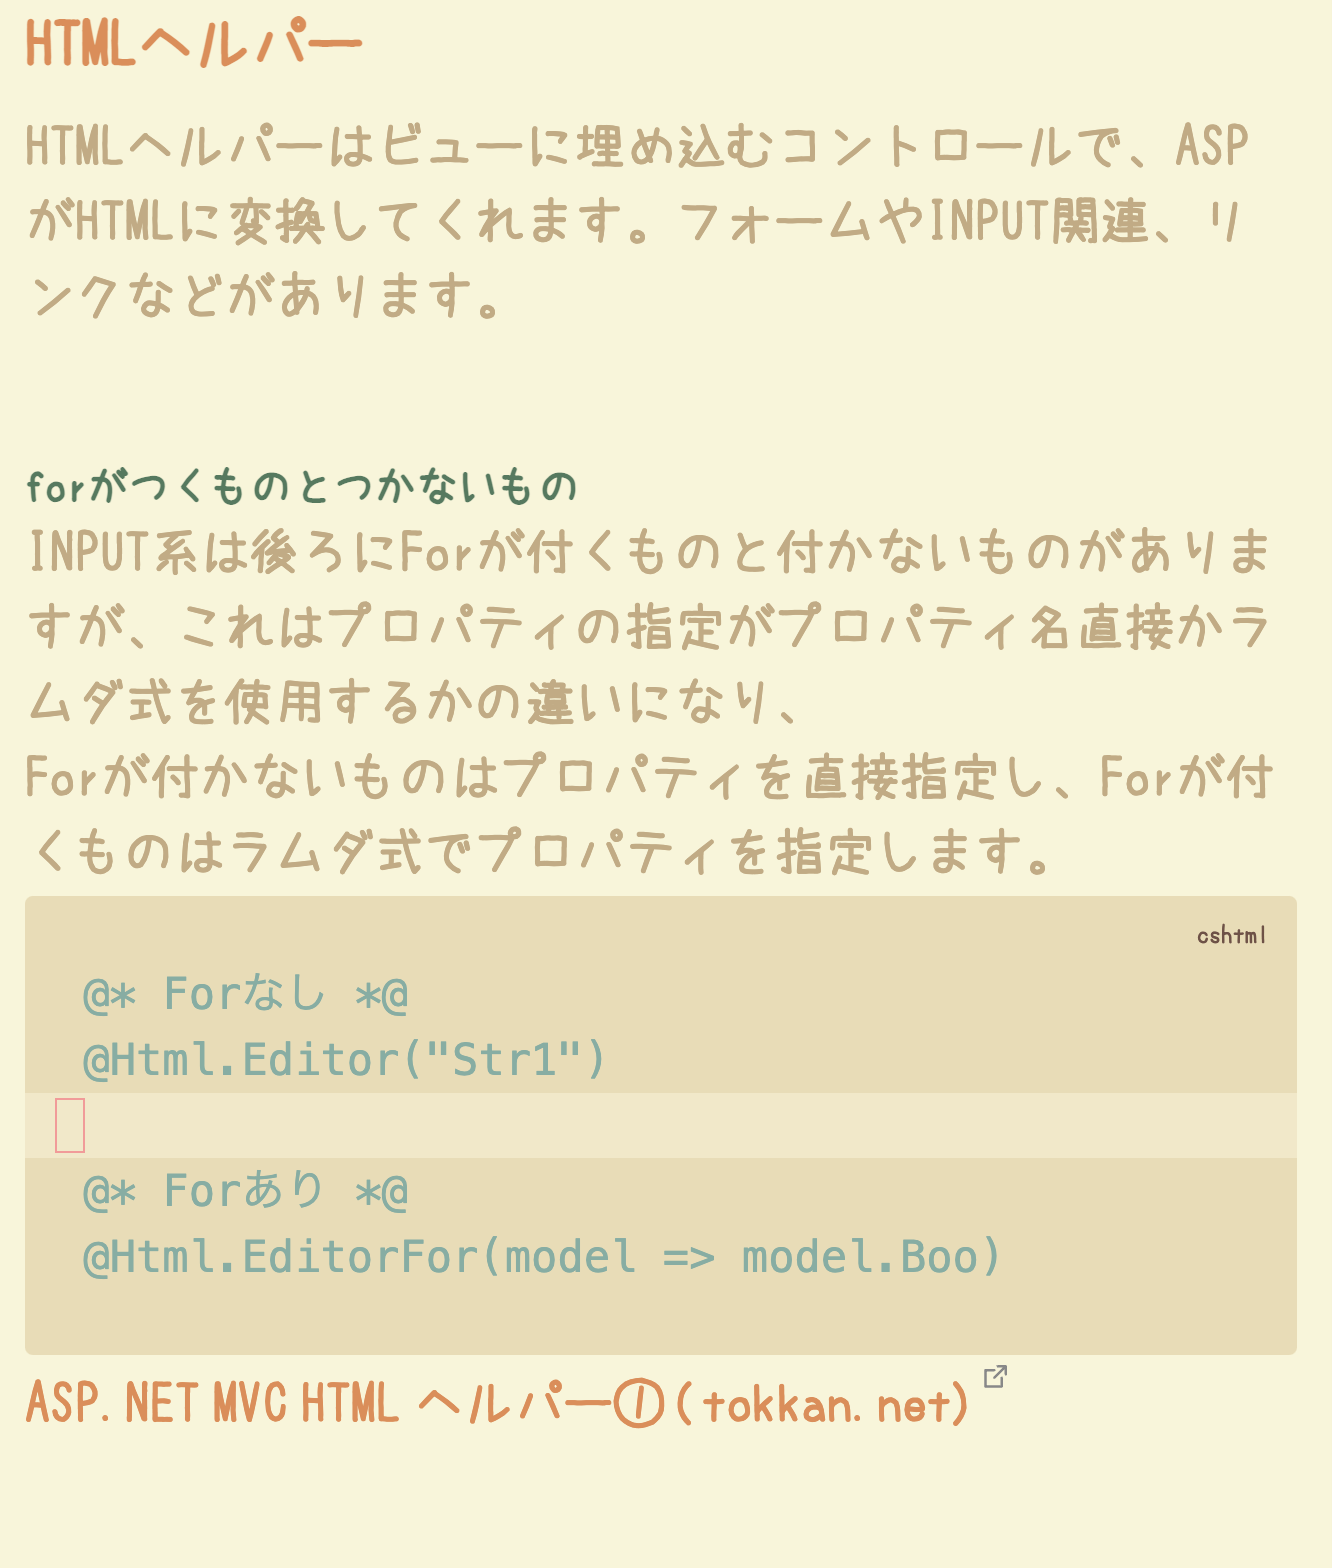 HTMLヘルパー
HTMLヘルパーはビューに埋め込むコントロールで、ASP
がHTMLに変換してくれます。フォームやINPUT関連、リ
ンクなどがあります。
forがつくものとつかないもの
INPUT系は後ろにForが付くものと付かないものがありま
すが、これはプロパティの指定がプロパティ名直接かラ
ムダ式を使用するかの違いになり、
Forが付かないものはプロパティを直接指定し、Forが付
くものはラムダ式でプロパティを指定します。
cshtml
@* Forなし *@
@Html.Editor("Str1")
@* Forあり *@
@Html.EditorFor(model => model.Boo)
ASP.NET MVC HTML ヘルパー①(tokkan.net)